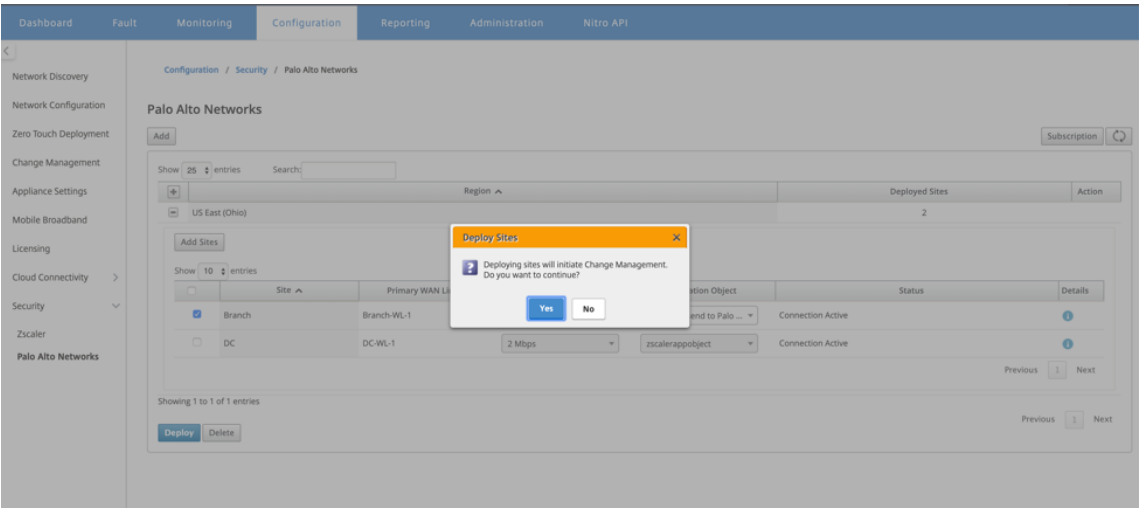 Dashboard Fault Monitoring Configuration Reporting Administration Nitro API
Configuration / Security / Palo Alto Networks
Network Discovery
Network Configuration
Zero Touch Deployment
Change Management
Appliance Settings
Mobile Broadband
Licensing
Cloud Connectivity
Security
Zscaler
Palo Alto Networks
Palo Alto Networks
Add Subscription
Show 25 entries Search:
Region Deployed Sites Action
US East (Ohio) 2
Add Sites
Show 10 entries
Site Primary WAN Object Status Details
Branch Branch-WL-1 end to Palo ... Connection Active
DC DC-WL-1 2 Mbps zscalerappobject Connection Active
Previous 1 Next
Showing 1 to 1 of 1 entries
Previous 1 Next
Deploy Delete
Deploy Sites
Deploying sites will initiate Change Management.
Do you want to continue?
Yes No